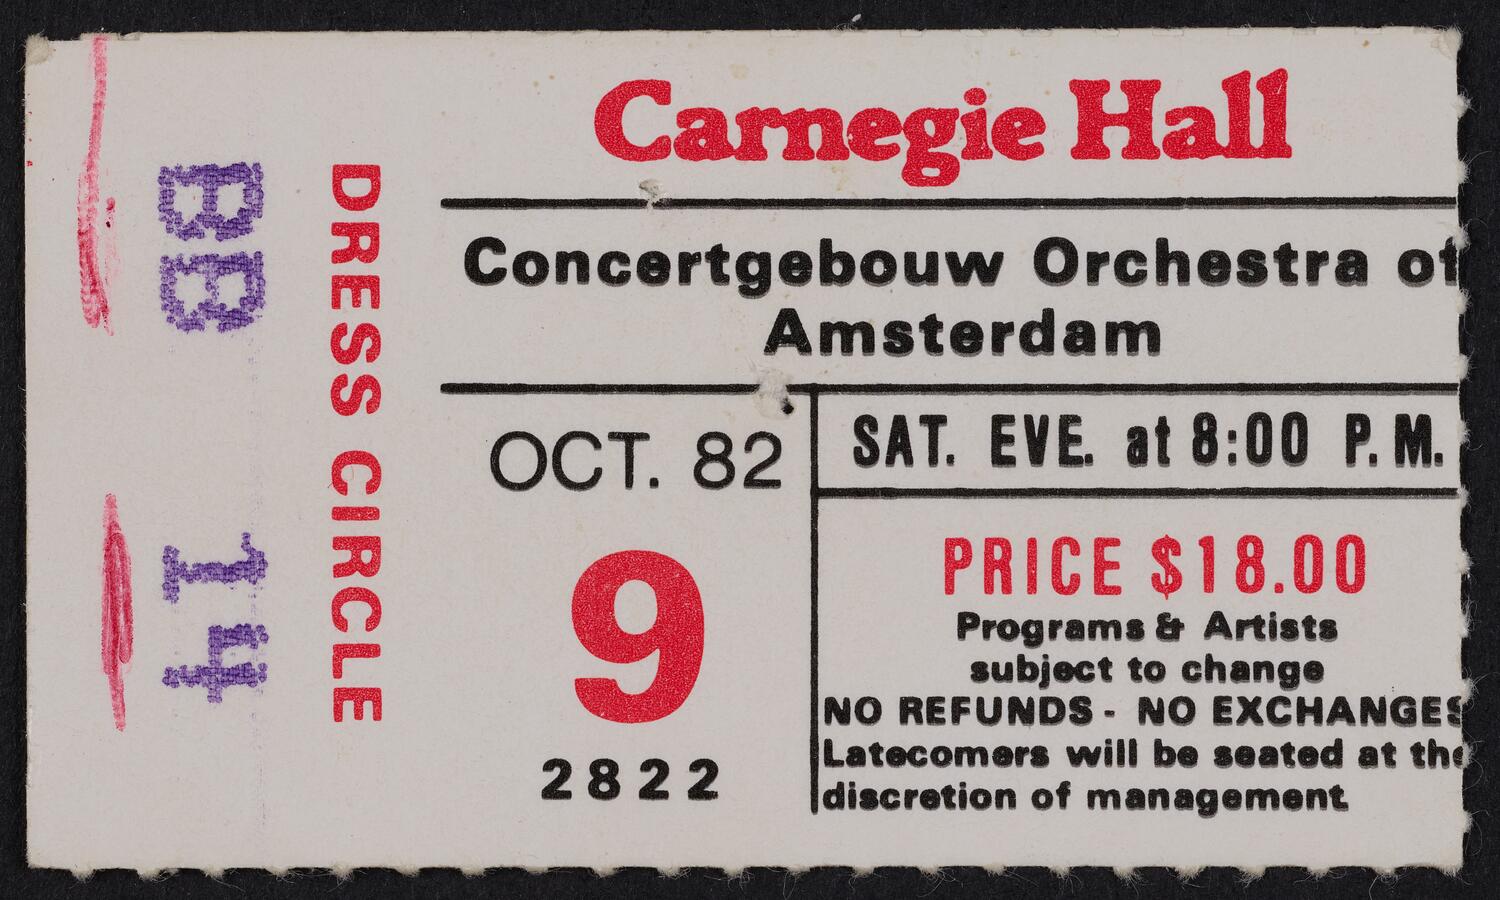 Carnegie Hall
Concertgebouw Orchestra of
Amsterdam
OCT. 82
SAT. EVE. at 8:00 P.M.
9
2822
PRICE $18.00
Programs & Artists
subject to change
NO REFUNDS - NO EXCHANGES
Latecomers will be seated at the
discretion of management
DRESS CIRCLE
BB 14